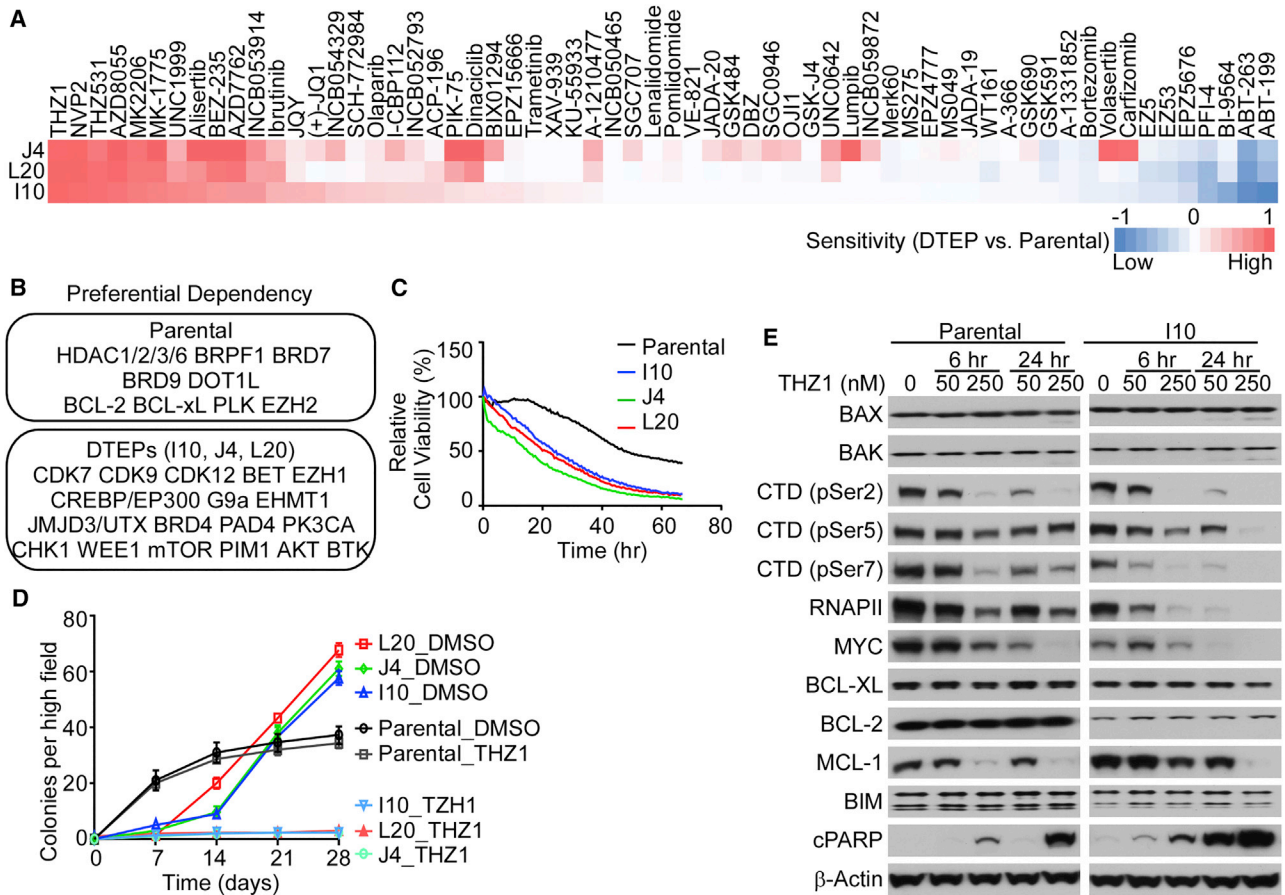 A
THZ1
NVP2
THZ531
AZD8055
MK2206
MK-1775
UNC1999
Alisertib
BEZ-235
AZD7762
INCB053914
Ibrutinib
JQY
(+)-JQ1
INCB054329
SCH-772984
Olaparib
I-CBP112
INCB052793
ACP-196
PIK-75
Dinaciclib
BIX01294
EPZ15666
Trametinib
XAV-939
KU-55933
A-1210477
INCB050465
SGC707
Lenalidomide
Pomlidomide
VE-821
JADA-20
GSK484
DBZ
SGC0946
OJI1
GSK-J4
UNC0642
Lumpib
INCB059872
Merk60
MS275
EPZ4777
MS049
JADA-19
WT161
A-366
GSK690
GSK591
A-1331852
Bortezomib
Volasertib
Carfizomib
EZ5
EZ53
EPZ5676
PFI-4
BI-9564
ABT-263
ABT-199
J4
L20
I10
-1 0 1
Sensitivity (DTEP vs. Parental)
Low High
B
Preferential Dependency
Parental
HDAC1/2/3/6 BRPF1 BRD7
BRD9 DOT1L
BCL-2 BCL-xL PLK EZH2
DTEPs (I10, J4, L20)
CDK7 CDK9 CDK12 BET EZH1
CREBP/EP300 G9a EHMT1
JMJD3/UTX BRD4 PAD4 PK3CA
CHK1 WEE1 mTOR PIM1 AKT BTK
C
Relative
Cell Viability (%)
150
100
50
0
0 20 40 60 80
Time (hr)
Parental
I10
J4
L20
D
Colonies per high field
80
60
40
20
0
0 7 14 21 28
Time (days)
L20_DMSO
J4_DMSO
I10_DMSO
Parental_DMSO
Parental_THZ1
I10_TZH1
L20_THZ1
J4_THZ1
E
Parental I10
6 hr 24 hr 6 hr 24 hr
THZ1 (nM) 0 50 250 50 250 0 50 250 50 250
BAX
BAK
CTD (pSer2)
CTD (pSer5)
CTD (pSer7)
RNAPII
MYC
BCL-XL
BCL-2
MCL-1
BIM
cPARP
β-Actin